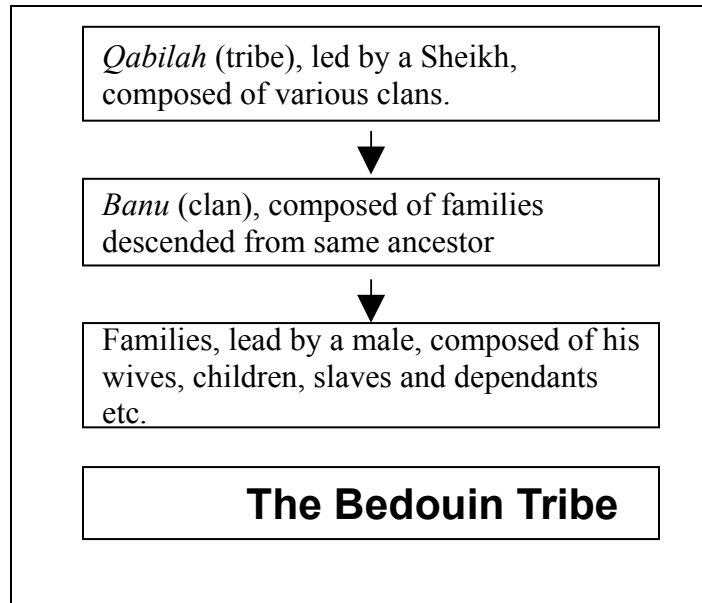 Qabilah (tribe), led by a Sheikh,
composed of various clans.
Banu (clan), composed of families
descended from same ancestor
Families, lead by a male, composed of his
wives, children, slaves and dependants
etc.
The Bedouin Tribe